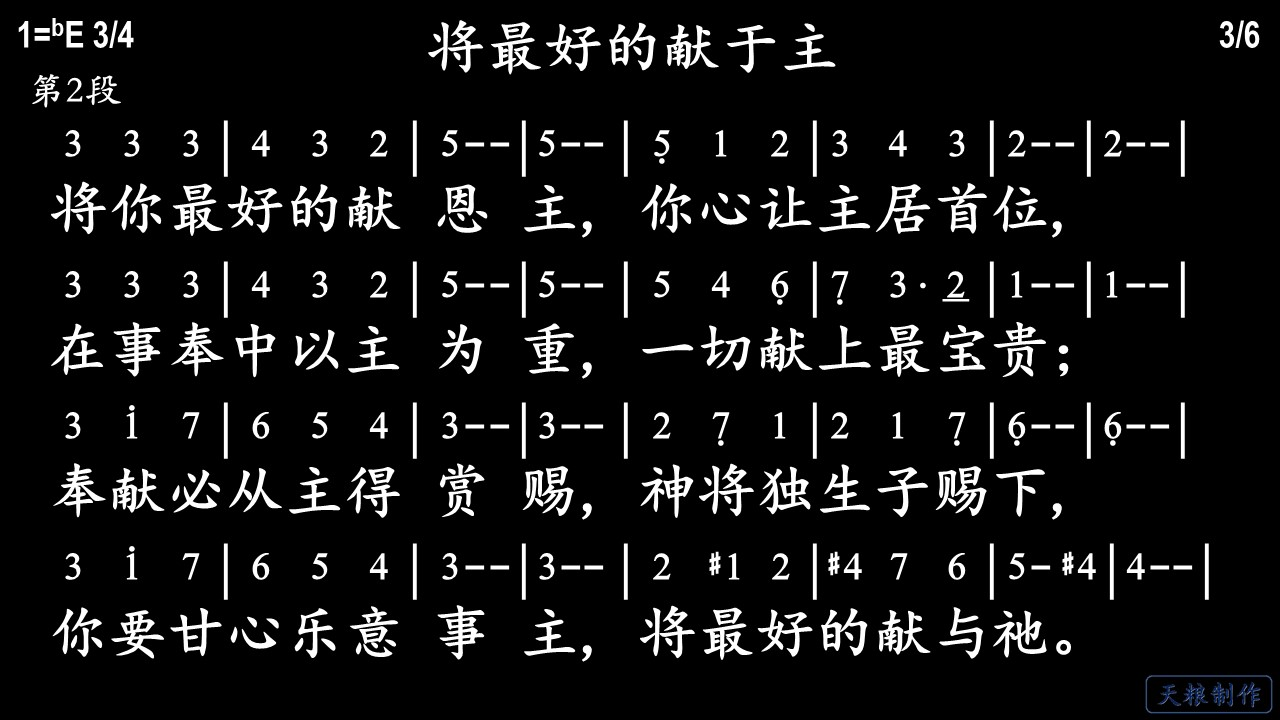 1=ᵇE 3/4 将最好的献于主 3/6
第2段
3 3 3 | 4 3 2 | 5-- | 5-- | 5̣ 1 2 | 3 4 3 | 2-- | 2-- |
将你最好的献 恩 主, 你心让主居首位,
3 3 3 | 4 3 2 | 5-- | 5-- | 5 4 6̣ | 7̣ 3· 2̲ | 1-- | 1-- |
在事奉中以主 为 重, 一切献上最宝贵;
3 1̇ 7 | 6 5 4 | 3-- | 3-- | 2 7̣ 1 | 2 1 7̣ | 6̣-- | 6̣-- |
奉献必从主得 赏 赐, 神将独生子赐下,
3 1̇ 7 | 6 5 4 | 3-- | 3-- | 2 #1 2 | #4 7 6 | 5- #4 | 4-- |
你要甘心乐意 事 主, 将最好的献与祂。
天粮制作